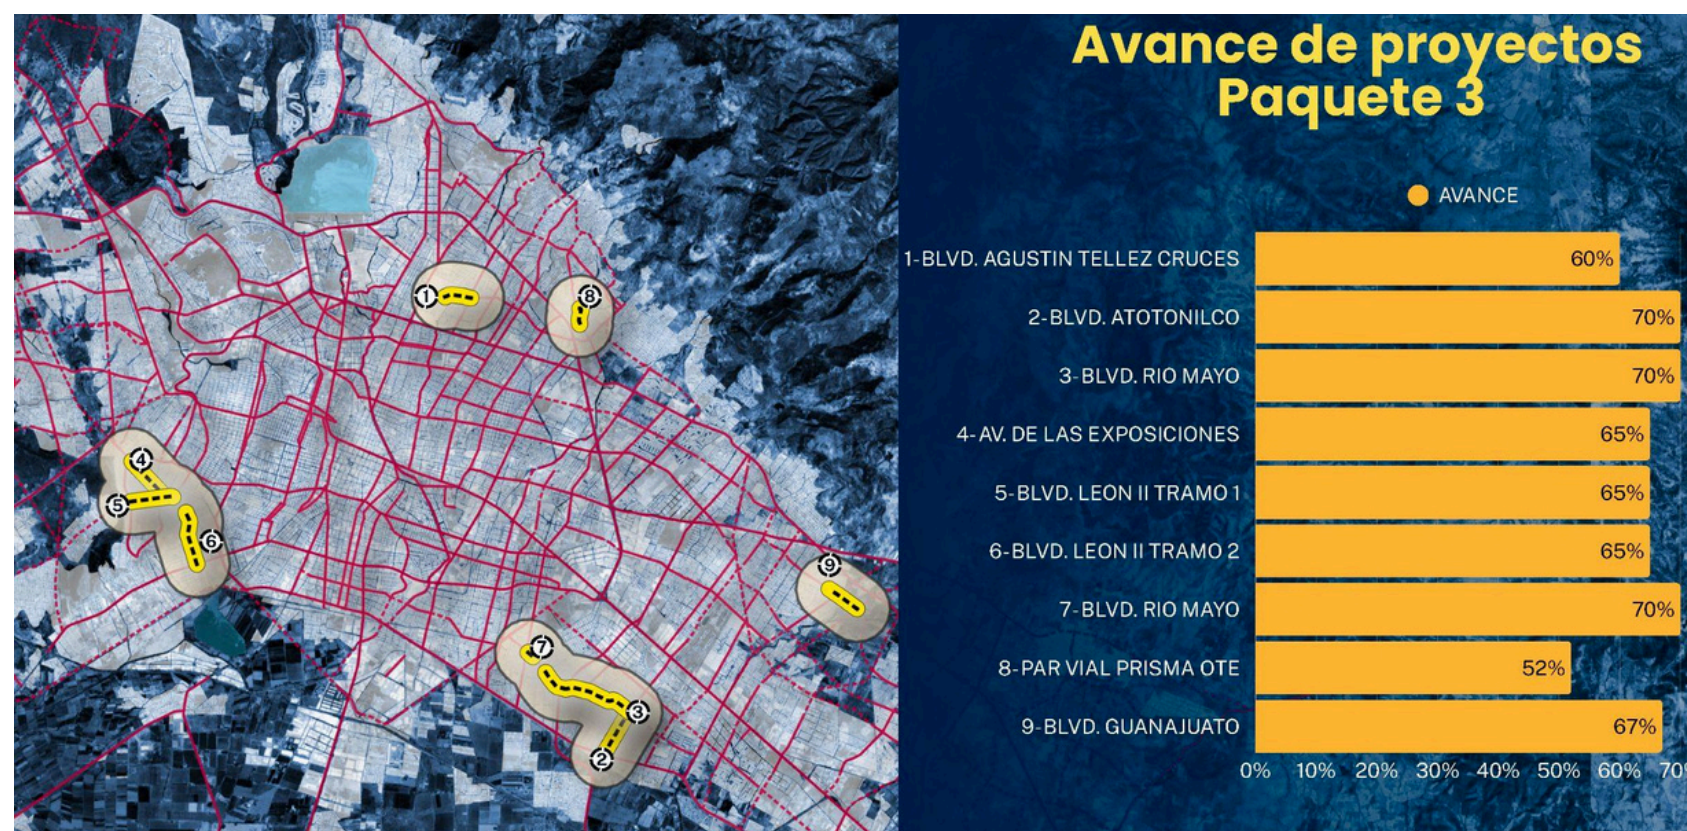 Avance de proyectos
Paquete 3
AVANCE
1-BLVD. AGUSTIN TELLEZ CRUCES 60%
2-BLVD. ATOTONILCO 70%
3-BLVD. RIO MAYO 70%
4-AV. DE LAS EXPOSICIONES 65%
5-BLVD. LEON II TRAMO 1 65%
6-BLVD. LEON II TRAMO 2 65%
7-BLVD. RIO MAYO 70%
8-PAR VIAL PRISMA OTE 52%
9-BLVD. GUANAJUATO 67%
0% 10% 20% 30% 40% 50% 60% 70%
1
8
4
5
6
9
7
3
2